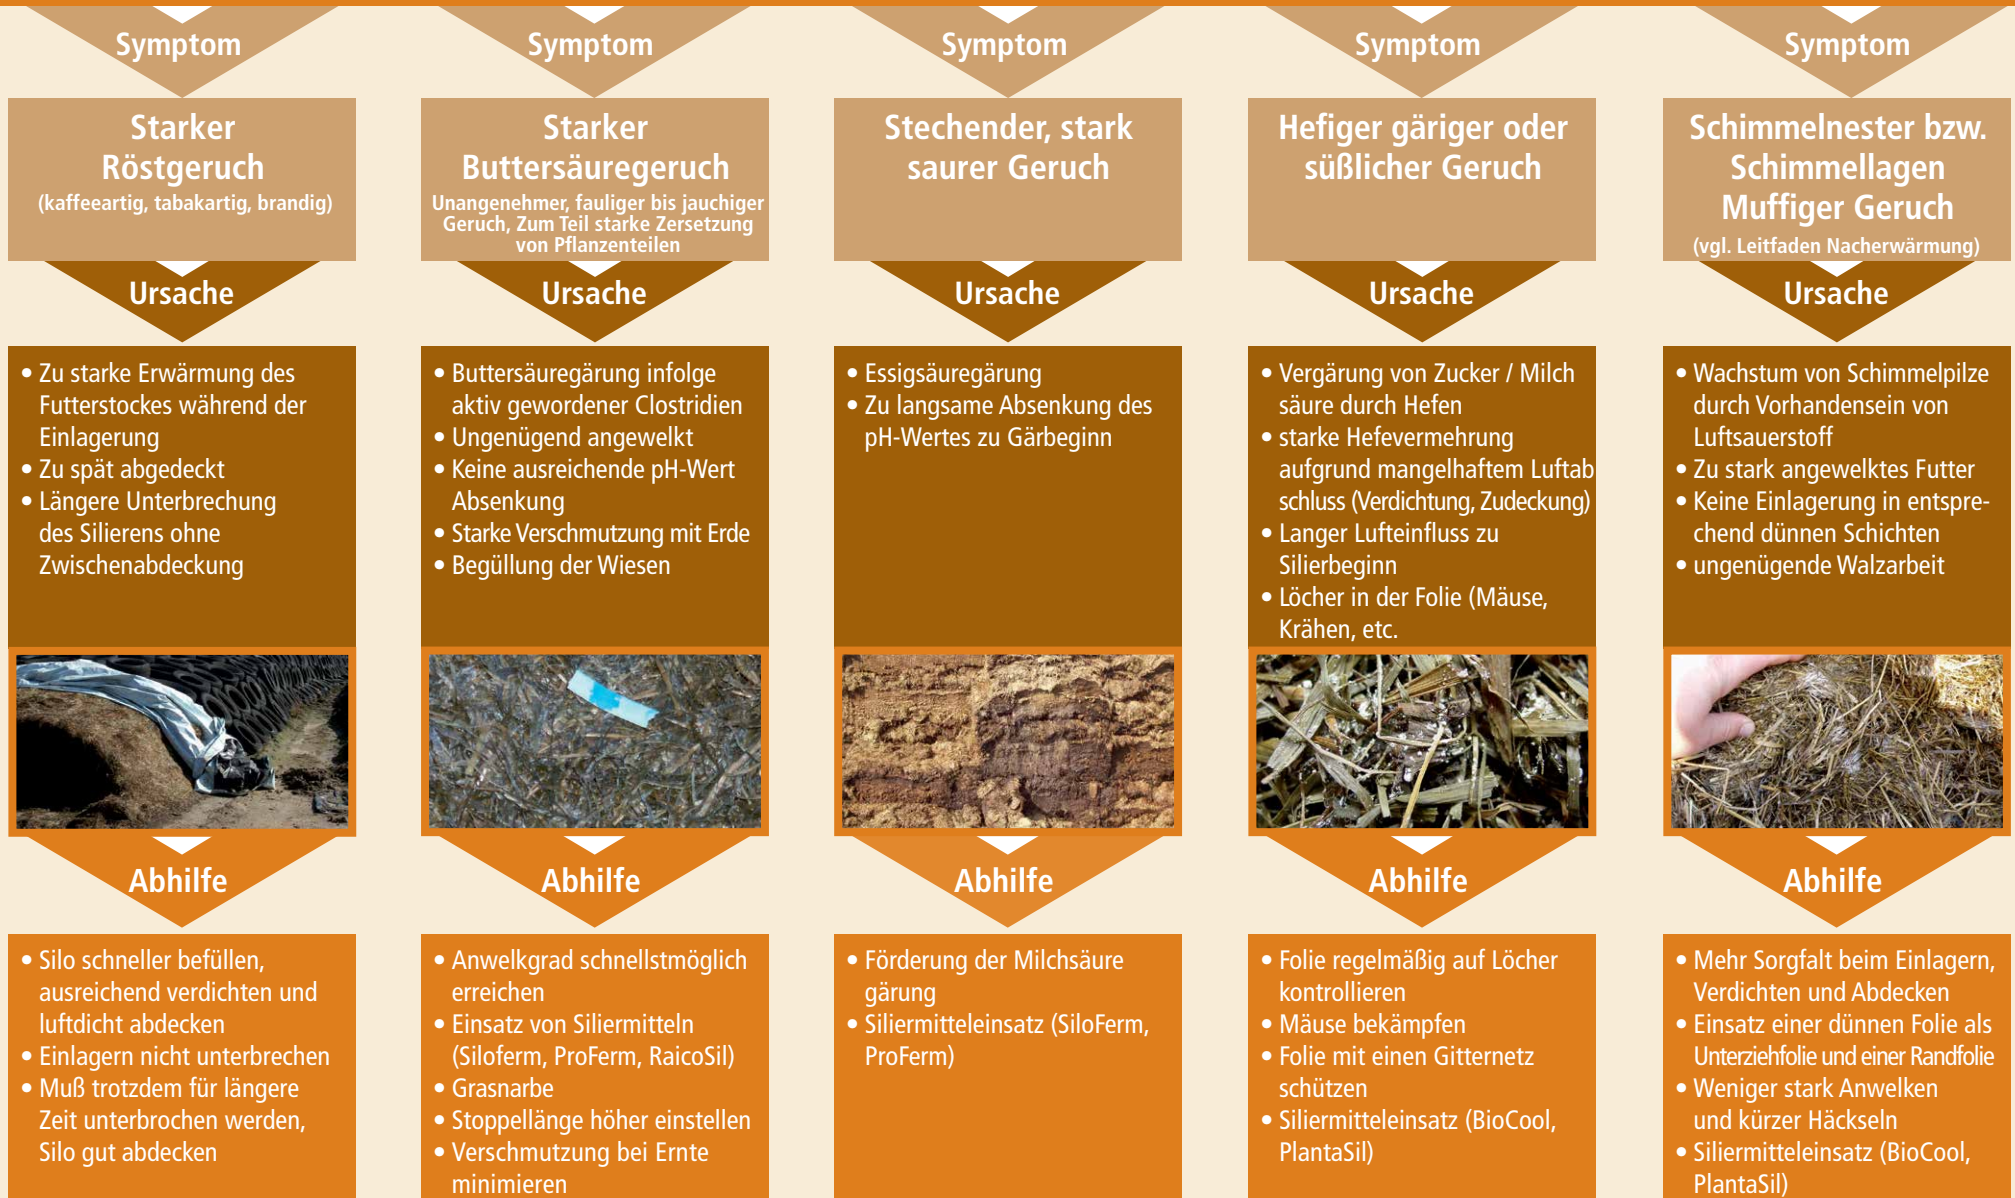 Symptom
Starker
Röstgeruch
(kaffeeartig, tabakartig, brandig)
Ursache
• Zu starke Erwärmung des
Futterstockes während der
Einlagerung
• Zu spät abgedeckt
• Längere Unterbrechung
des Silierens ohne
Zwischenabdeckung
Abhilfe
• Silo schneller befüllen,
ausreichend verdichten und
luftdicht abdecken
• Einlagern nicht unterbrechen
• Muß trotzdem für längere
Zeit unterbrochen werden,
Silo gut abdecken
Symptom
Starker
Buttersäuregeruch
Unangenehmer, fauliger bis jauchiger
Geruch, Zum Teil starke Zersetzung
von Pflanzenteilen
Ursache
• Buttersäuregärung infolge
aktiv gewordener Clostridien
• Ungenügend angewelkt
• Keine ausreichende pH-Wert
Absenkung
• Starke Verschmutzung mit Erde
• Begüllung der Wiesen
Abhilfe
• Anwelkgrad schnellstmöglich
erreichen
• Einsatz von Siliermitteln
(Siloferm, ProFerm, RaicoSil)
• Grasnarbe
• Stoppellänge höher einstellen
• Verschmutzung bei Ernte
minimieren
Symptom
Stechender, stark
saurer Geruch
Ursache
• Essigsäuregärung
• Zu langsame Absenkung des
pH-Wertes zu Gärbeginn
Abhilfe
• Förderung der Milchsäure
gärung
• Siliermitteleinsatz (SiloFerm,
ProFerm)
Symptom
Hefiger gäriger oder
süßlicher Geruch
Ursache
• Vergärung von Zucker / Milch
säure durch Hefen
• starke Hefevermehrung
aufgrund mangelhaftem Luftab
schluss (Verdichtung, Zudeckung)
• Langer Lufteinfluss zu
Silierbeginn
• Löcher in der Folie (Mäuse,
Krähen, etc.
Abhilfe
• Folie regelmäßig auf Löcher
kontrollieren
• Mäuse bekämpfen
• Folie mit einen Gitternetz
schützen
• Siliermitteleinsatz (BioCool,
PlantaSil)
Symptom
Schimmelnester bzw.
Schimmellagen
Muffiger Geruch
(vgl. Leitfaden Nacherwärmung)
Ursache
• Wachstum von Schimmelpilze
durch Vorhandensein von
Luftsauerstoff
• Zu stark angewelktes Futter
• Keine Einlagerung in entspre-
chend dünnen Schichten
• ungenügende Walzarbeit
Abhilfe
• Mehr Sorgfalt beim Einlagern,
Verdichten und Abdecken
• Einsatz einer dünnen Folie als
Unterziehfolie und einer Randfolie
• Weniger stark Anwelken
und kürzer Häckseln
• Siliermitteleinsatz (BioCool,
PlantaSil)